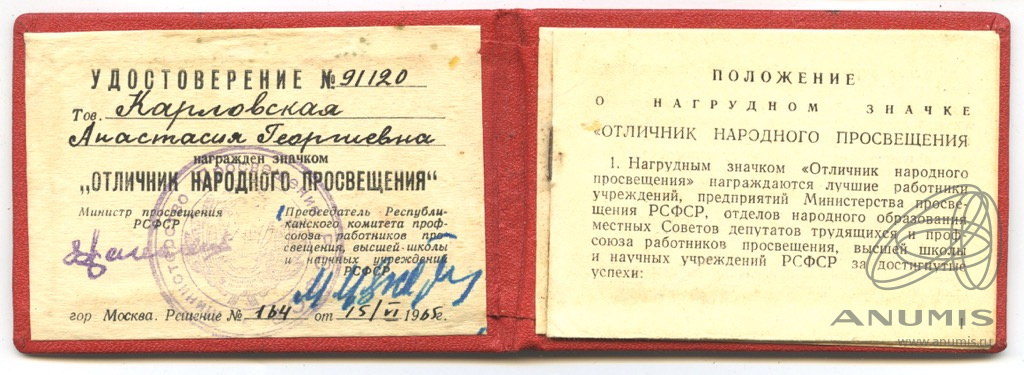 УДОСТОВЕРЕНИЕ № 91120
Тов. Карловская
Анастасия Георгиевна
награжден значком
„ОТЛИЧНИК НАРОДНОГО ПРОСВЕЩЕНИЯ“
Министр просвещения
РСФСР
Председатель Республи-
канского комитета проф-
союза работников про-
свещения, высшей школы
и научных учреждений
РСФСР
гор Москва. Решение № 164 от 15/VI 1965г.
ПОЛОЖЕНИЕ
О НАГРУДНОМ ЗНАЧКЕ
«ОТЛИЧНИК НАРОДНОГО ПРОСВЕЩЕНИЯ
1. Нагрудным значком «Отличник народного
просвещения» награждаются лучшие работники
учреждений, предприятий Министерства просве-
щения РСФСР, отделов народного образования
местных Советов депутатов трудящихся и проф-
союза работников просвещения, высшей школы
и научных учреждений РСФСР за достигнутые
успехи:
1
ANUMIS
www.anumis.ru